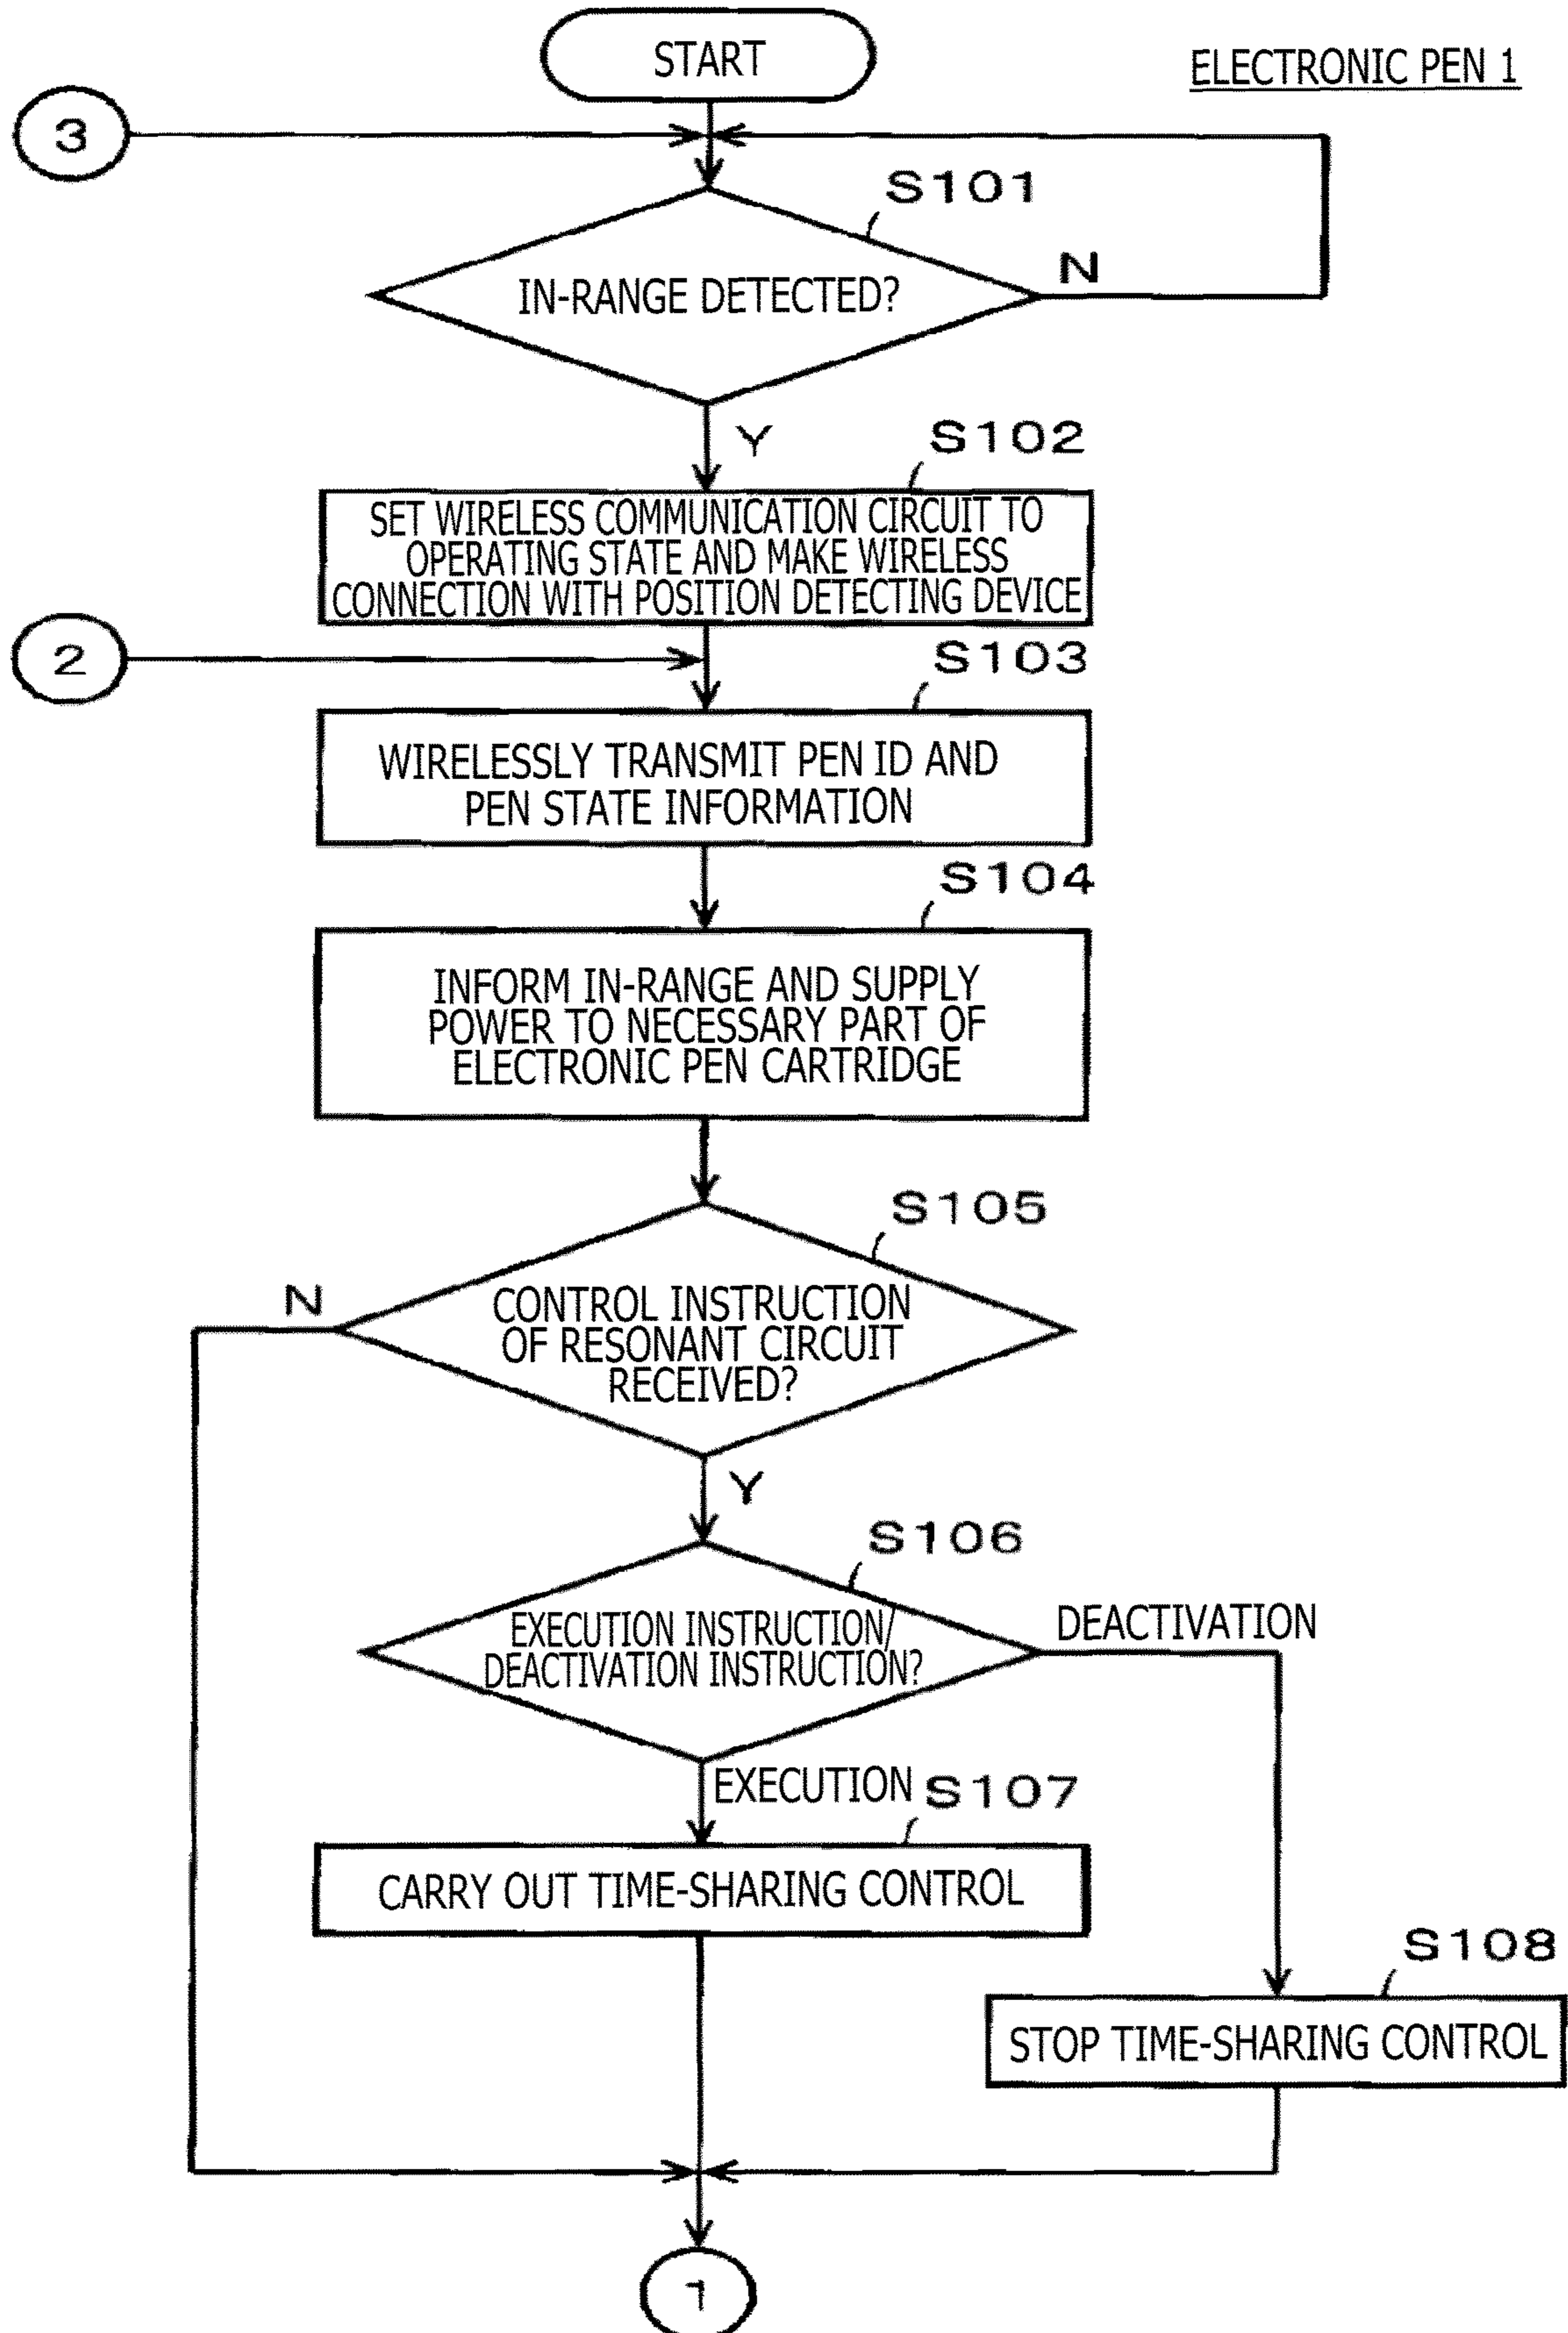 START
ELECTRONIC PEN 1
3
S101
IN-RANGE DETECTED?
N
Y
S102
SET WIRELESS COMMUNICATION CIRCUIT TO
OPERATING STATE AND MAKE WIRELESS
CONNECTION WITH POSITION DETECTING DEVICE
2
S103
WIRELESSLY TRANSMIT PEN ID AND
PEN STATE INFORMATION
S104
INFORM IN-RANGE AND SUPPLY
POWER TO NECESSARY PART OF
ELECTRONIC PEN CARTRIDGE
S105
N
CONTROL INSTRUCTION
OF RESONANT CIRCUIT
RECEIVED?
Y
S106
EXECUTION INSTRUCTION/
DEACTIVATION INSTRUCTION?
DEACTIVATION
EXECUTION
S107
CARRY OUT TIME-SHARING CONTROL
S108
STOP TIME-SHARING CONTROL
1